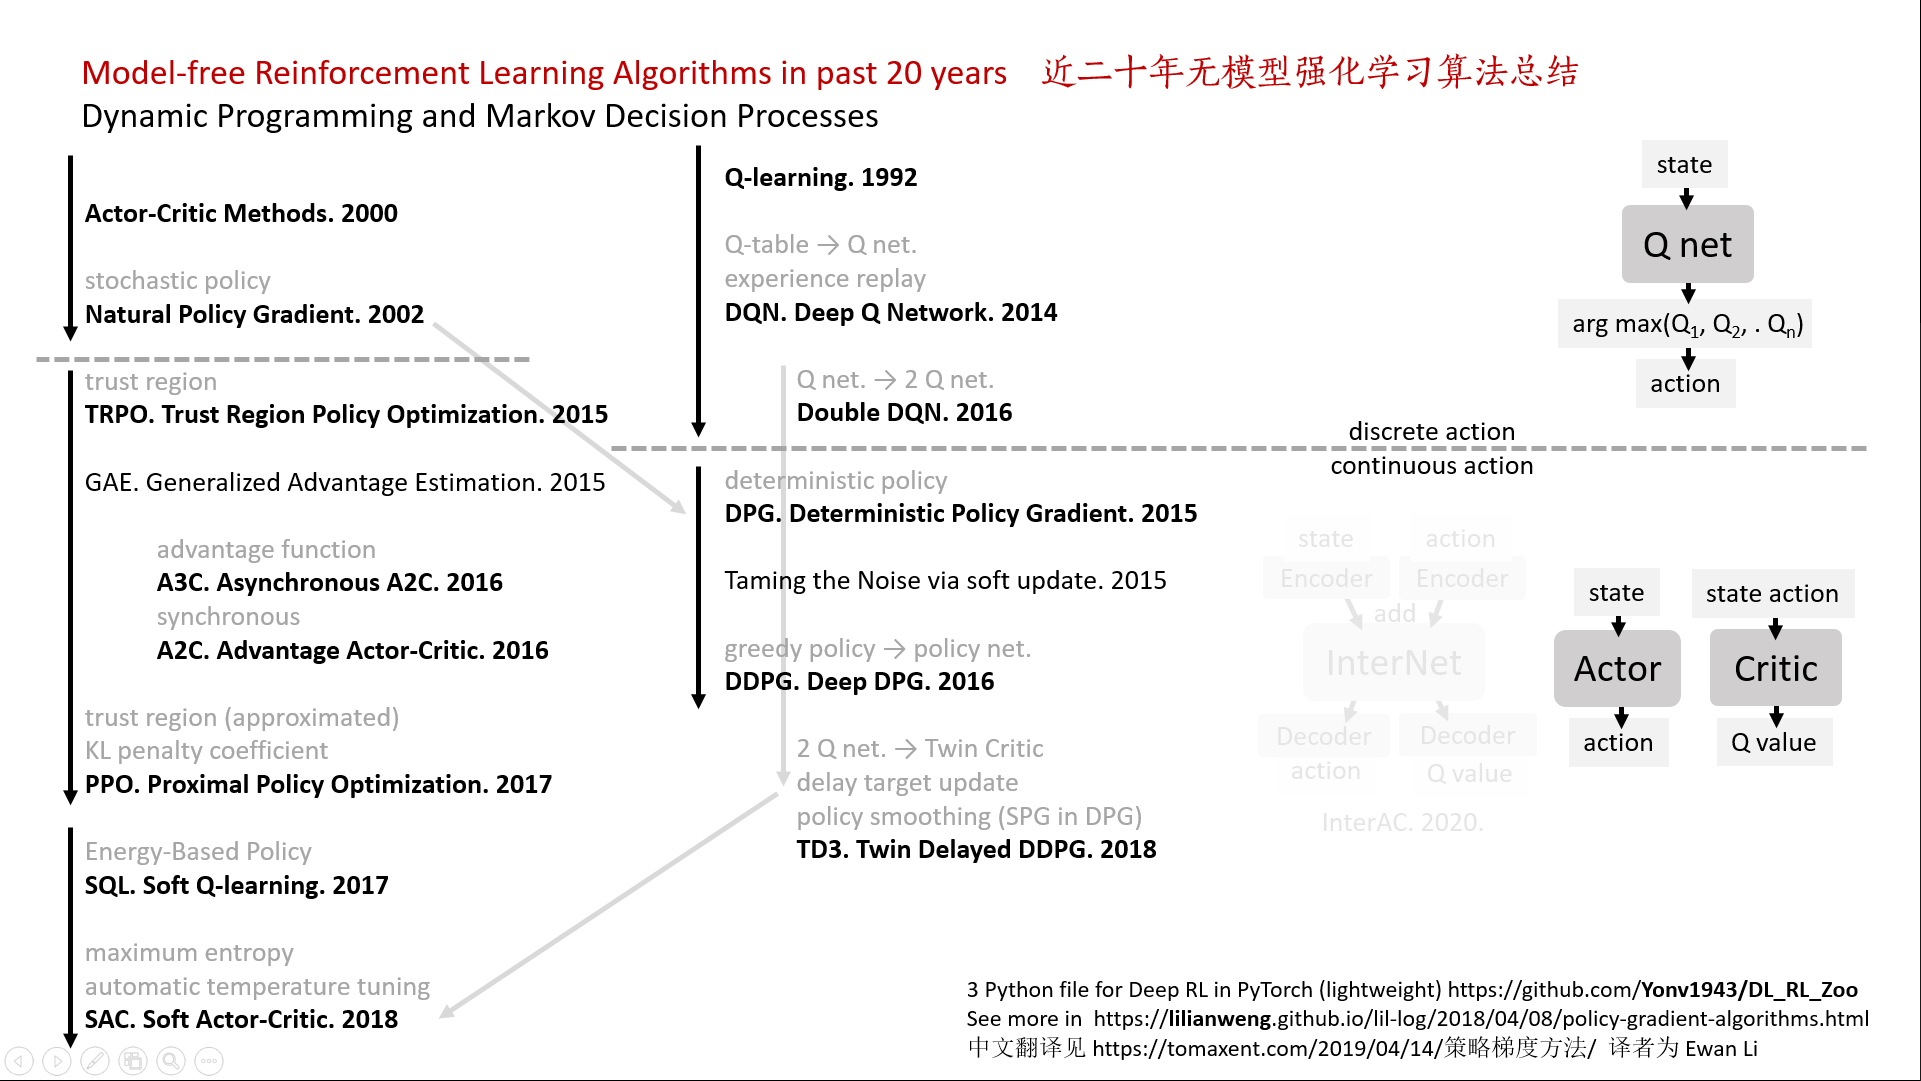 Model-free Reinforcement Learning Algorithms in past 20 years 近二十年无模型强化学习算法总结
Dynamic Programming and Markov Decision Processes
Actor-Critic Methods. 2000
stochastic policy
Natural Policy Gradient. 2002
trust region
TRPO. Trust Region Policy Optimization. 2015
GAE. Generalized Advantage Estimation. 2015
advantage function
A3C. Asynchronous A2C. 2016
synchronous
A2C. Advantage Actor-Critic. 2016
trust region (approximated)
KL penalty coefficient
PPO. Proximal Policy Optimization. 2017
Energy-Based Policy
SQL. Soft Q-learning. 2017
maximum entropy
automatic temperature tuning
SAC. Soft Actor-Critic. 2018
Q-learning. 1992
Q-table → Q net.
experience replay
DQN. Deep Q Network. 2014
Q net. → 2 Q net.
Double DQN. 2016
deterministic policy
DPG. Deterministic Policy Gradient. 2015
Taming the Noise via soft update. 2015
greedy policy → policy net.
DDPG. Deep DPG. 2016
2 Q net. → Twin Critic
delay target update
policy smoothing (SPG in DPG)
TD3. Twin Delayed DDPG. 2018
state
Q net
arg max(Q1, Q2, . Qn)
action
discrete action
continuous action
state action
Encoder Encoder
add
InterNet
Decoder Decoder
action Q value
InterAC. 2020.
state
Actor
action
state action
Critic
Q value
3 Python file for Deep RL in PyTorch (lightweight) https://github.com/Yonv1943/DL_RL_Zoo
See more in https://lilianweng.github.io/lil-log/2018/04/08/policy-gradient-algorithms.html
中文翻译见 https://tomaxent.com/2019/04/14/策略梯度方法/ 译者为 Ewan Li